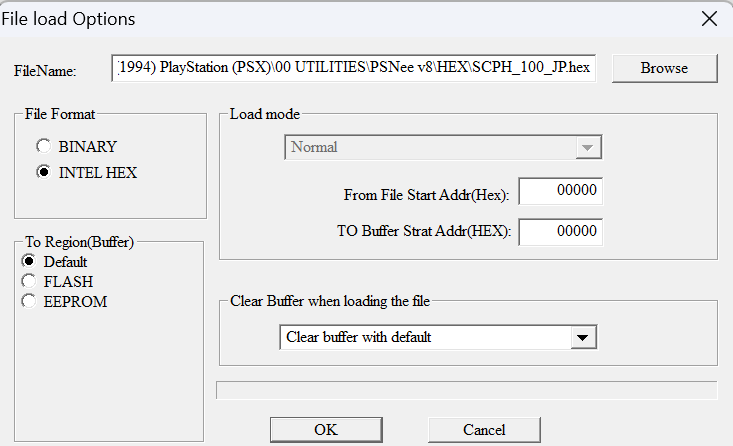 File load Options
FileName:
1994) PlayStation (PSX)\00 UTILITIES\PSNee v8\HEX\SCPH_100_JP.hex
Browse
File Format
BINARY
INTEL HEX
Load mode
Normal
From File Start Addr(Hex):
00000
TO Buffer Strat Addr(HEX):
00000
To Region(Buffer)
Default
FLASH
EEPROM
Clear Buffer when loading the file
Clear buffer with default
OK
Cancel